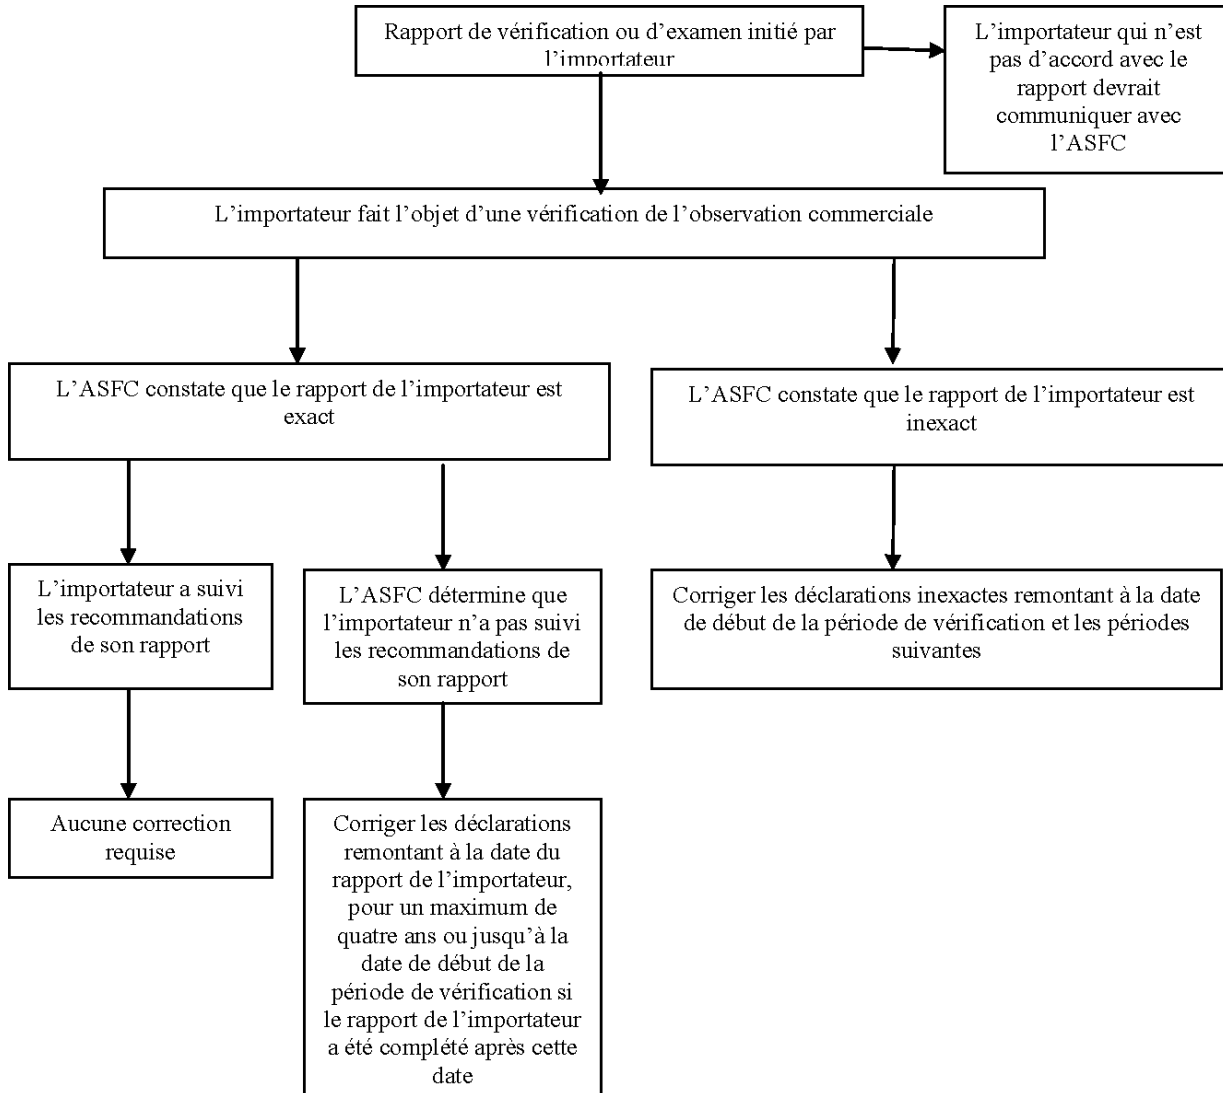 Rapport de vérification ou d’examen initié par
l’importateur
L’importateur qui n’est
pas d’accord avec le
rapport devrait
communiquer avec
l’ASFC
L’importateur fait l’objet d’une vérification de l’observation commerciale
L’ASFC constate que le rapport de l’importateur est
exact
L’ASFC constate que le rapport de l’importateur est
inexact
L’importateur a suivi
les recommandations
de son rapport
L’ASFC détermine que
l’importateur n’a pas suivi
les recommandations de
son rapport
Corriger les déclarations inexactes remontant à la date
de début de la période de vérification et les périodes
suivantes
Aucune correction
requise
Corriger les déclarations
remontant à la date du
rapport de l’importateur,
pour un maximum de
quatre ans ou jusqu’à la
date de début de la
période de vérification si
le rapport de l’importateur
a été complété après cette
date